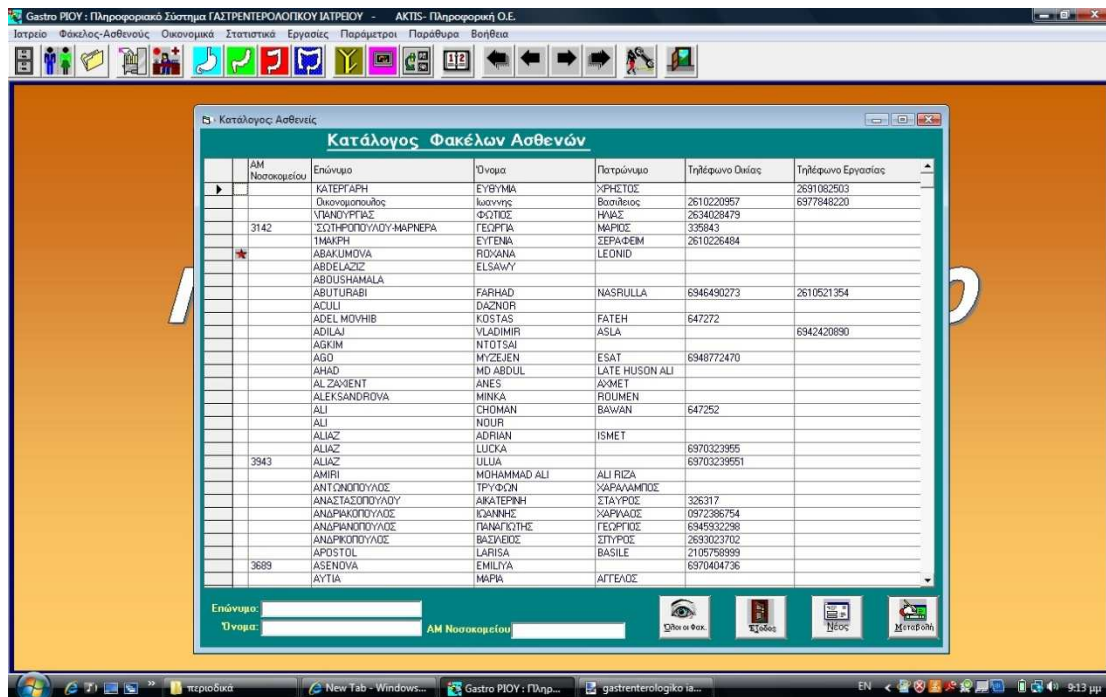 Gastro ΡΙΟΥ : Πληροφοριακό Σύστημα ΓΑΣΤΡΕΝΤΕΡΟΛΟΓΙΚΟΥ ΙΑΤΡΕΙΟΥ - AKTIS- Πληροφορική Ο.Ε.
Ιατρείο Φάκελος-Ασθενούς Οικονομικά Στατιστικά Εργασίες Παράμετροι Παράθυρα Βοήθεια
Κατάλογος: Ασθενείς
Κατάλογος Φακέλων Ασθενών
ΑΜ Νοσοκομείου Επώνυμο Όνομα Πατρώνυμο Τηλέφωνο Οικίας Τηλέφωνο Εργασίας
ΚΑΤΕΡΓΑΡΗ ΕΥΘΥΜΙΑ ΧΡΗΣΤΟΣ 2691082503
Οικονομοπουλος Ιωαννης Βασιλειος 2610220957 6977848220
\ΠΑΝΟΥΡΓΙΑΣ ΦΩΤΙΟΣ ΗΛΙΑΣ 2634028479
3142 ΣΩΤΗΡΟΠΟΥΛΟΥ-ΜΑΡΝΕΡΑ ΓΕΩΡΓΙΑ ΜΑΡΙΟΣ 335843
1ΜΑΚΡΗ ΕΥΓΕΝΙΑ ΣΕΡΑΦΕΙΜ 2610226484
ABAKUMOVA ROXANA LEONID
ABDELAZIZ ELSAWY
ABOUSHAMALA
ABUTURABI FARHAD NASRULLA 6946490273 2610521354
ACULI DAZNOR
ADEL MOVHIB KOSTAS FATEH 647272
ADILAJ VLADIMIR ASLA 6942420890
AGKIM NTOTSAI
AGO MYZEJEN ESAT 6948772470
AHAD MD ABDUL LATE HUSON ALI
AL ZAXIENT ANES AXMET
ALEKSANDROVA MINKA ROUMEN
ALI CHOMAN BAWAN 647252
ALI NOUR
ALIAZ ADRIAN ISMET
ALIAZ LUCKA 6970323955
3943 ALIAZ ULUA 69703239551
AMIRI MOHAMMAD ALI ALI RIZA
ΑΝΤΩΝΟΠΟΥΛΟΣ ΤΡΥΦΩΝ ΧΑΡΑΛΑΜΠΟΣ
ΑΝΑΣΤΑΣΟΠΟΥΛΟΥ ΑΙΚΑΤΕΡΙΝΗ ΣΤΑΥΡΟΣ 326317
ΑΝΔΡΙΑΚΟΠΟΥΛΟΣ ΙΩΑΝΝΗΣ ΧΑΡΙΛΑΟΣ 0972386754
ΑΝΔΡΙΑΝΟΠΟΥΛΟΣ ΠΑΝΑΓΙΩΤΗΣ ΓΕΩΡΓΙΟΣ 6945932298
ΑΝΔΡΙΚΟΠΟΥΛΟΣ ΒΑΣΙΛΕΙΟΣ ΣΠΥΡΟΣ 2693023702
APOSTOL LARISA BASILE 2105758999
3689 ASENOVA EMILIYA 6970404736
ΑΥΤΙΑ ΜΑΡΙΑ ΑΓΓΕΛΟΣ
Επώνυμο:
Όνομα: ΑΜ Νοσοκομείου
Όλοι οι Φακ. Έξοδος Νέος Μεταβολή
περιοδικά New Tab - Windows... Gastro ΡΙΟΥ : Πληρ... gastrenterologiko ia... EN 9:13 μμ